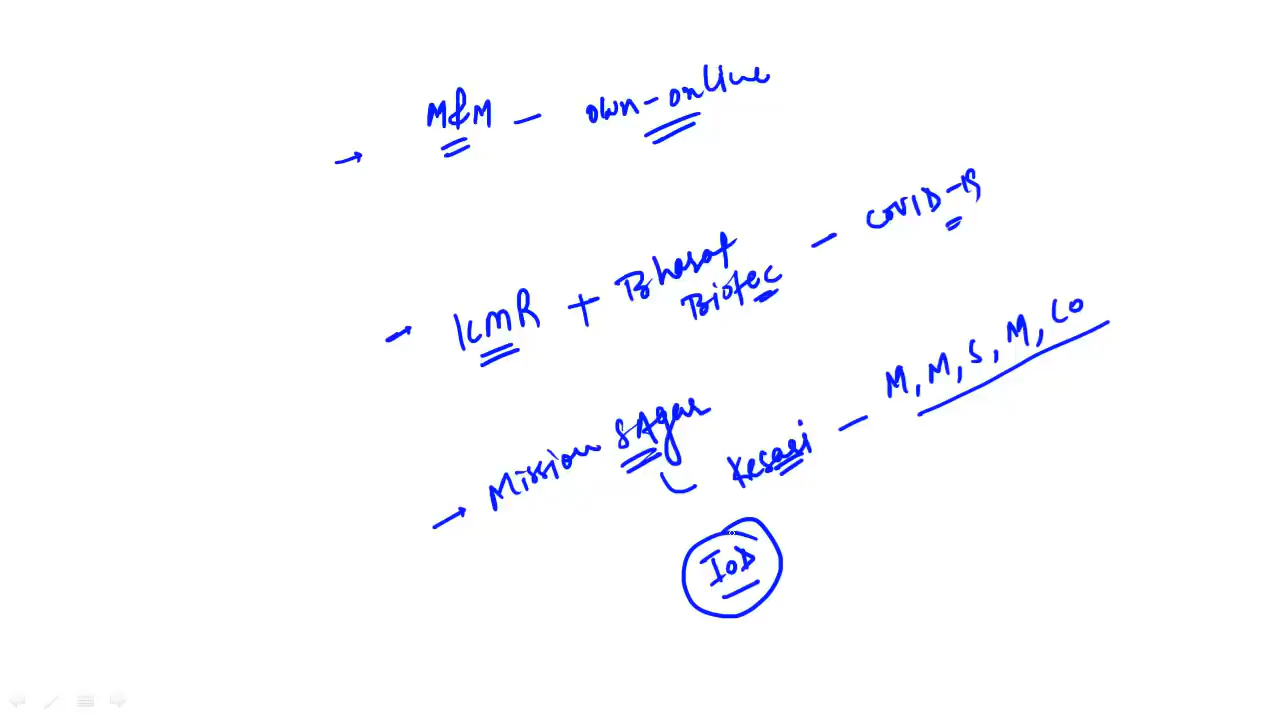 → M&M - own-online
→ ICMR + Bharat Biotec - COVID-19
→ Mission SAgar
Kesari - M, M, S, M, Co
IOD